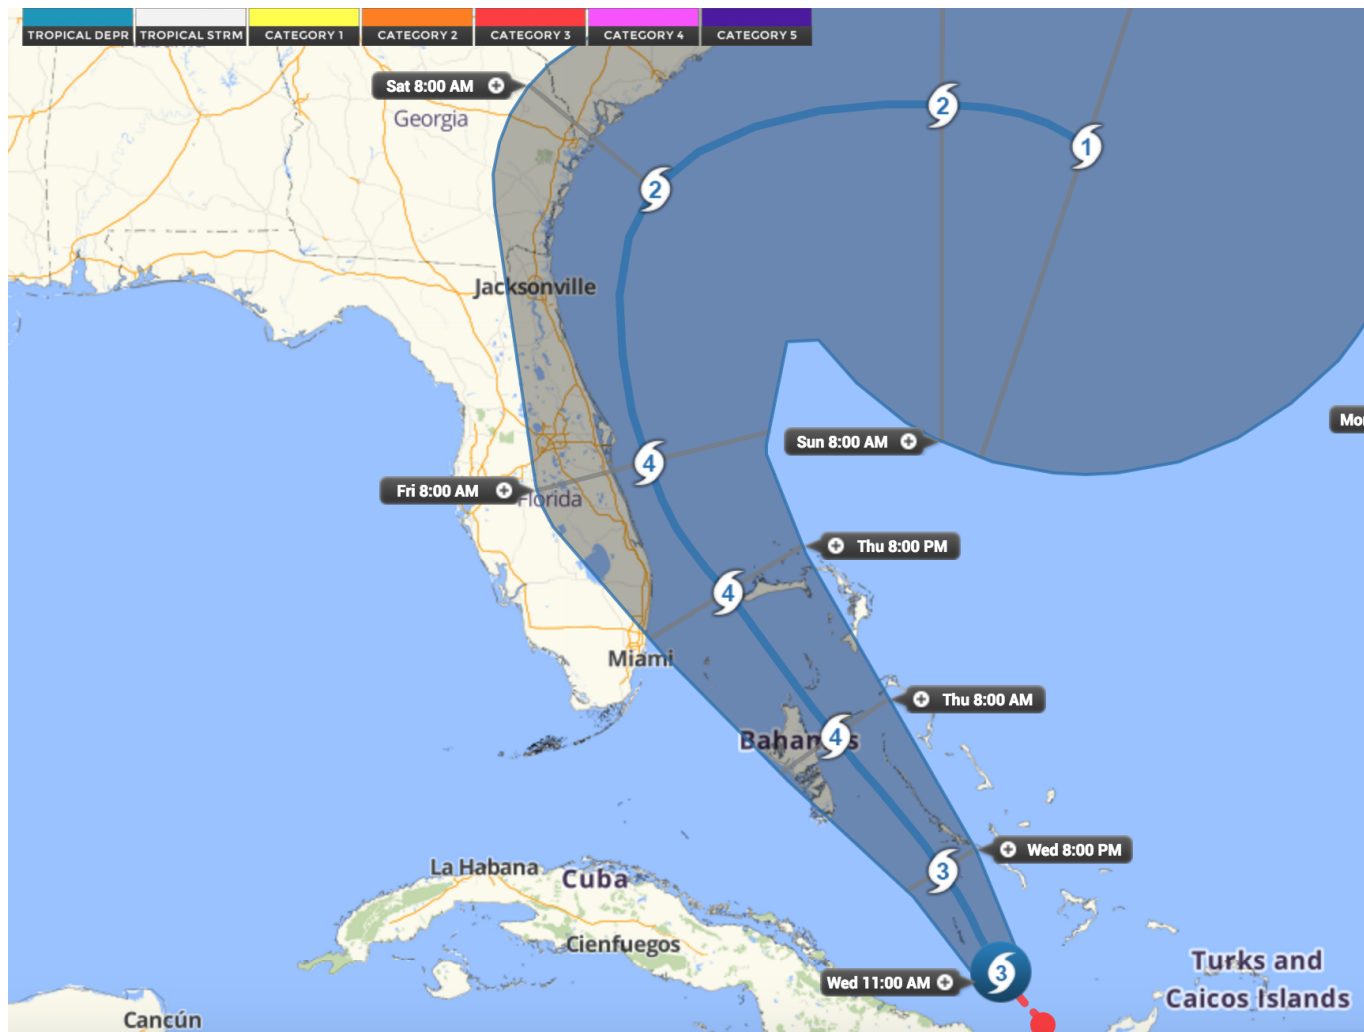 TROPICAL DEPR TROPICAL STRM CATEGORY 1 CATEGORY 2 CATEGORY 3 CATEGORY 4 CATEGORY 5
Sat 8:00 AM
Georgia
2
1
2
Jacksonville
Mo
Sun 8:00 AM
4
Fri 8:00 AM
Florida
Thu 8:00 PM
4
Miami
Thu 8:00 AM
Bahamas
4
Wed 8:00 PM
3
La Habana
Cuba
Cienfuegos
Turks and
Caicos Islands
3
Wed 11:00 AM
Cancún